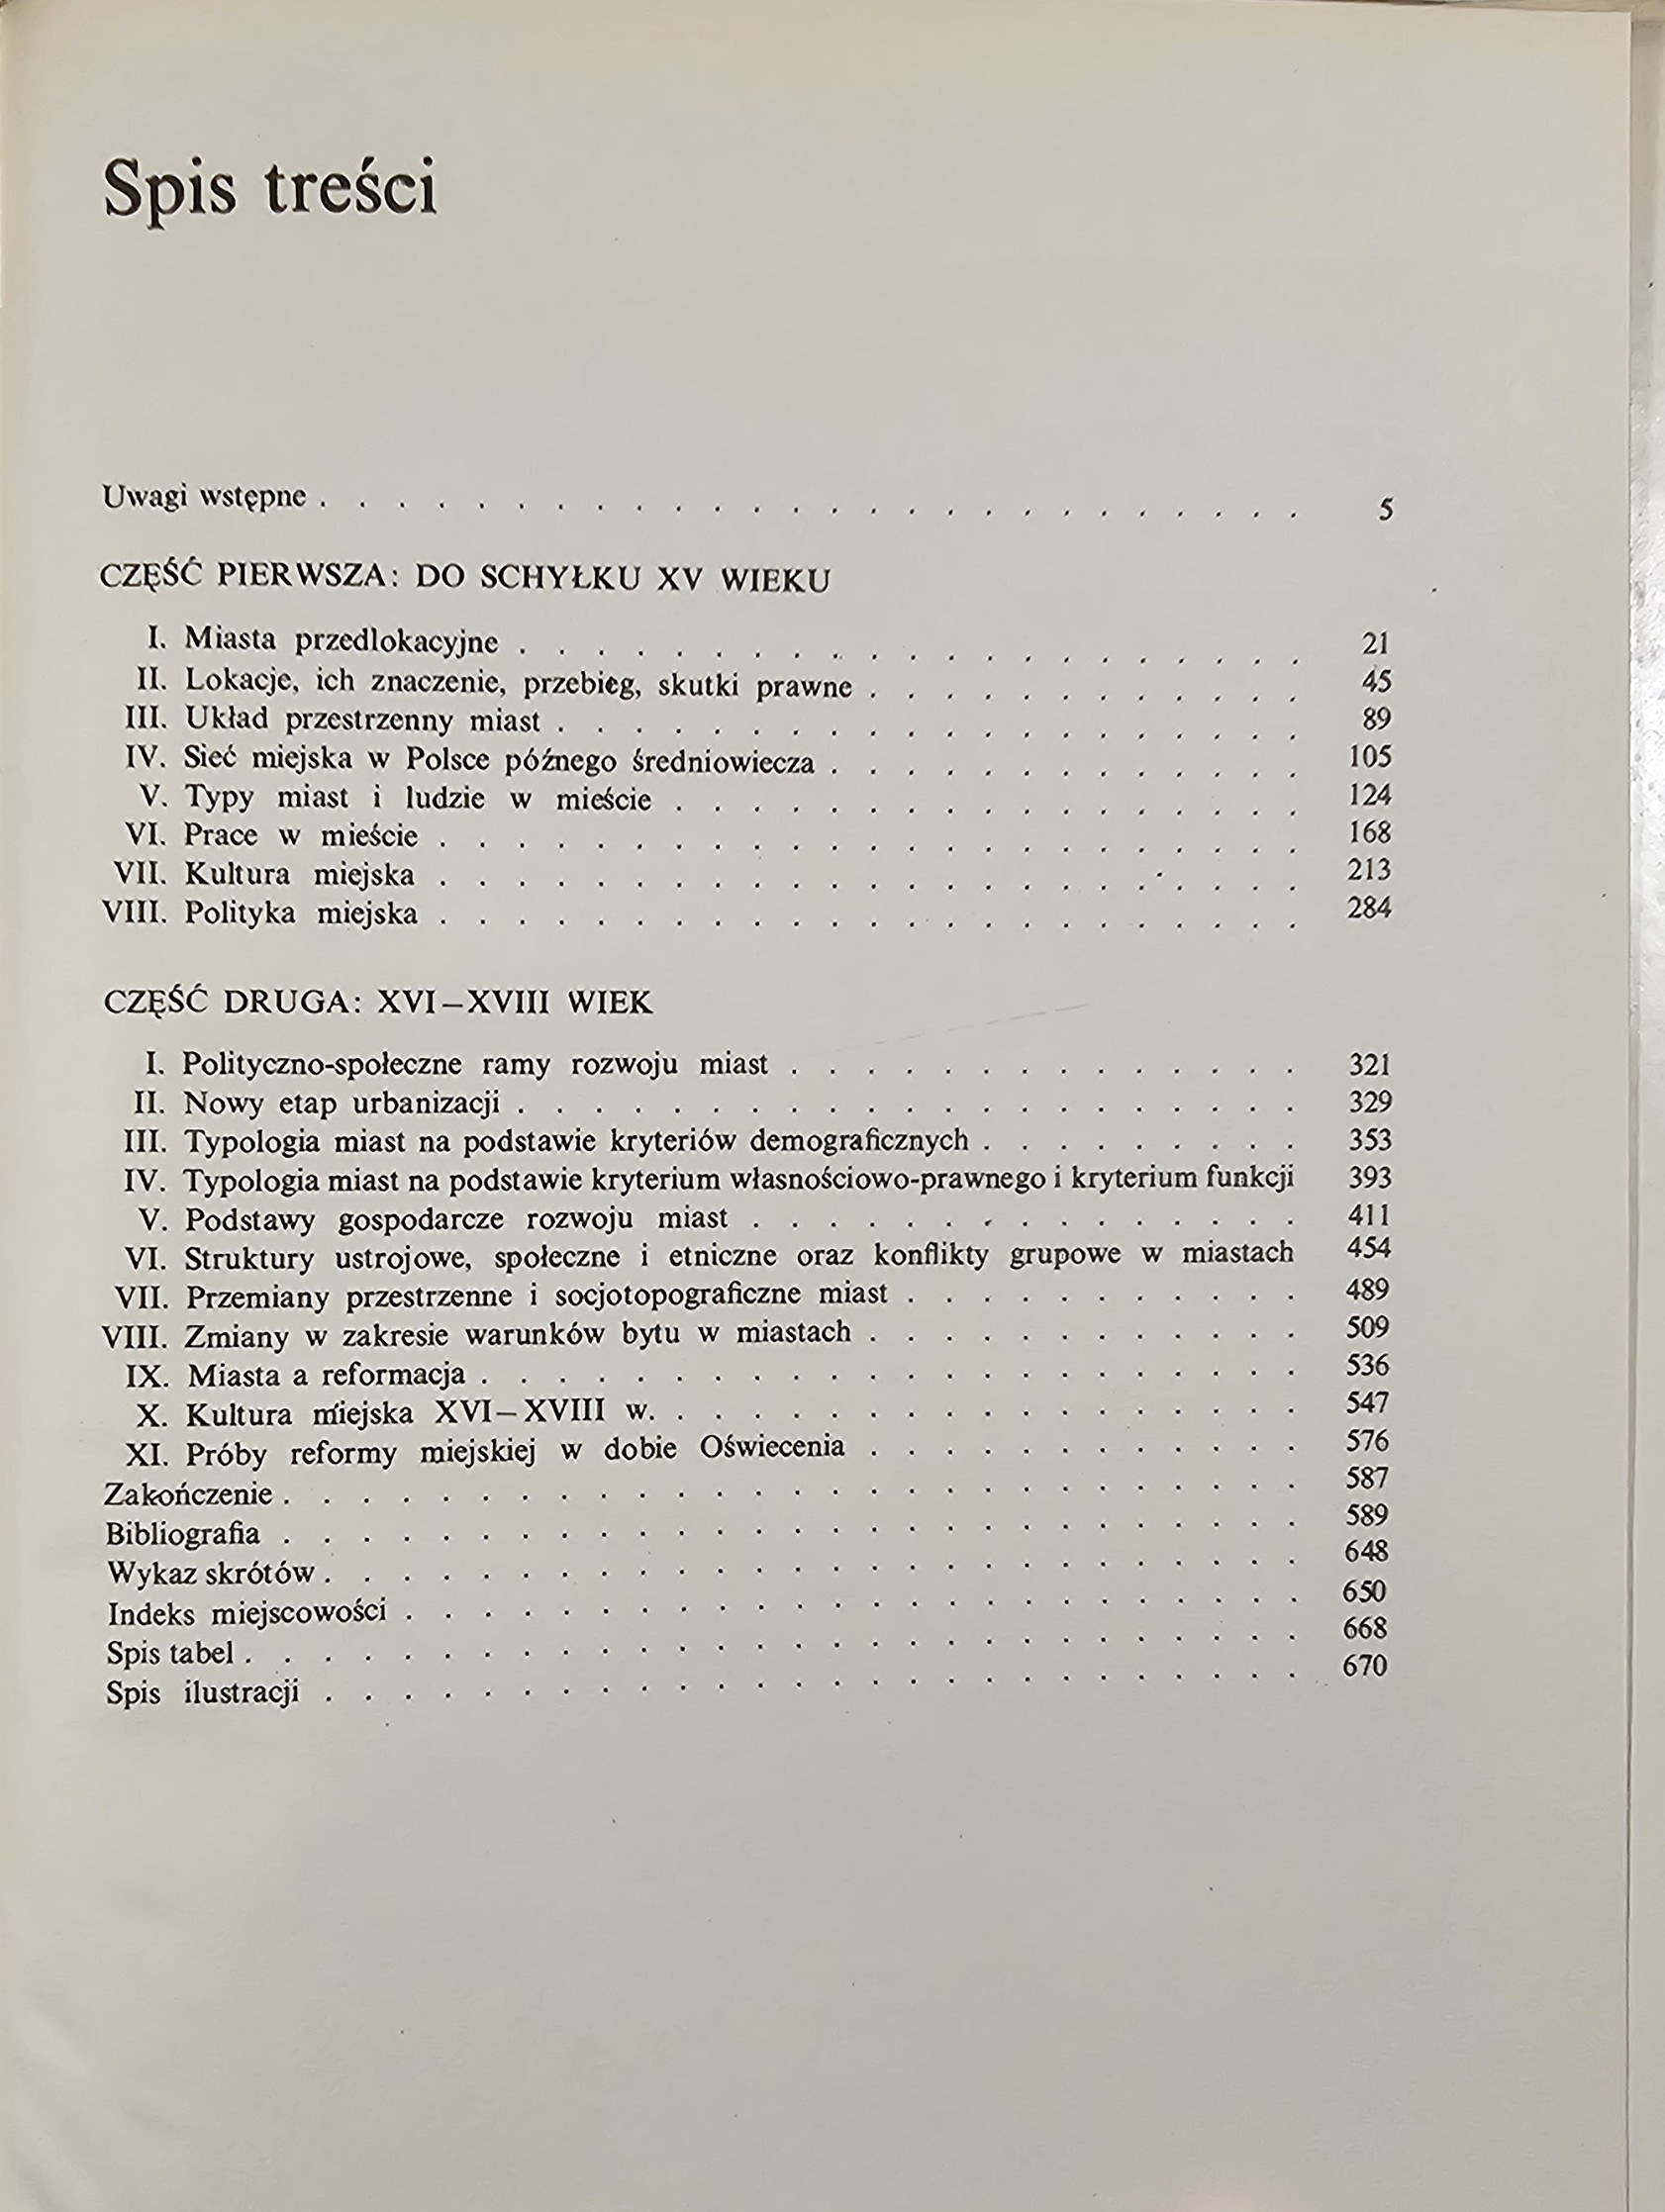 Spis treści
Uwagi wstępne . . . . . . . . . . . . . . . . . . . . . . . . . . 5
CZĘŚĆ PIERWSZA: DO SCHYŁKU XV WIEKU
I. Miasta przedlokacyjne . . . . . . . . . . . . . . . . . . . . . 21
II. Lokacje, ich znaczenie, przebieg, skutki prawne . . . . . . . . . . . . 45
III. Układ przestrzenny miast . . . . . . . . . . . . . . . . . . . . 89
IV. Sieć miejska w Polsce późnego średniowiecza . . . . . . . . . . . . . 105
V. Typy miast i ludzie w mieście . . . . . . . . . . . . . . . . . 124
VI. Prace w mieście . . . . . . . . . . . . . . . . . . . . . . . 168
VII. Kultura miejska . . . . . . . . . . . . . . . . . . . . . . . 213
VIII. Polityka miejska . . . . . . . . . . . . . . . . . . . . . . . 284
CZĘŚĆ DRUGA: XVI–XVIII WIEK
I. Polityczno-społeczne ramy rozwoju miast . . . . . . . . . . . . . . 321
II. Nowy etap urbanizacji . . . . . . . . . . . . . . . . . . . . . 329
III. Typologia miast na podstawie kryteriów demograficznych . . . . . . . . . 353
IV. Typologia miast na podstawie kryterium własnościowo-prawnego i kryterium funkcji 393
V. Podstawy gospodarcze rozwoju miast . . . . . . . . . . . . . . . 411
VI. Struktury ustrojowe, społeczne i etniczne oraz konflikty grupowe w miastach 454
VII. Przemiany przestrzenne i socjotopograficzne miast . . . . . . . . . . . 489
VIII. Zmiany w zakresie warunków bytu w miastach . . . . . . . . . . . . 509
IX. Miasta a reformacja . . . . . . . . . . . . . . . . . . . . . . 536
X. Kultura miejska XVI–XVIII w. . . . . . . . . . . . . . . . . . 547
XI. Próby reformy miejskiej w dobie Oświecenia . . . . . . . . . . . . 576
Zakończenie . . . . . . . . . . . . . . . . . . . . . . . . . . . 587
Bibliografia . . . . . . . . . . . . . . . . . . . . . . . . . . . 589
Wykaz skrótów . . . . . . . . . . . . . . . . . . . . . . . . . . 648
Indeks miejscowości . . . . . . . . . . . . . . . . . . . . . . . . 650
Spis tabel . . . . . . . . . . . . . . . . . . . . . . . . . . . . 668
Spis ilustracji . . . . . . . . . . . . . . . . . . . . . . . . . . 670